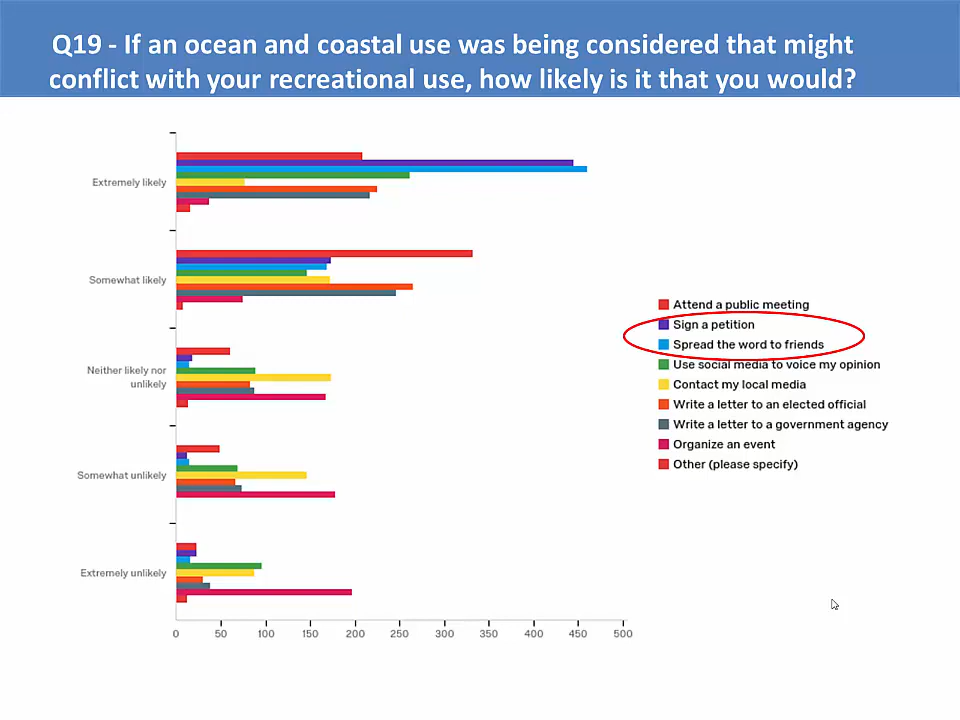 Q19 - If an ocean and coastal use was being considered that might
conflict with your recreational use, how likely is it that you would?
Extremely likely
Somewhat likely
Neither likely nor
unlikely
Somewhat unlikely
Extremely unlikely
0 50 100 150 200 250 300 350 400 450 500
Attend a public meeting
Sign a petition
Spread the word to friends
Use social media to voice my opinion
Contact my local media
Write a letter to an elected official
Write a letter to a government agency
Organize an event
Other (please specify)